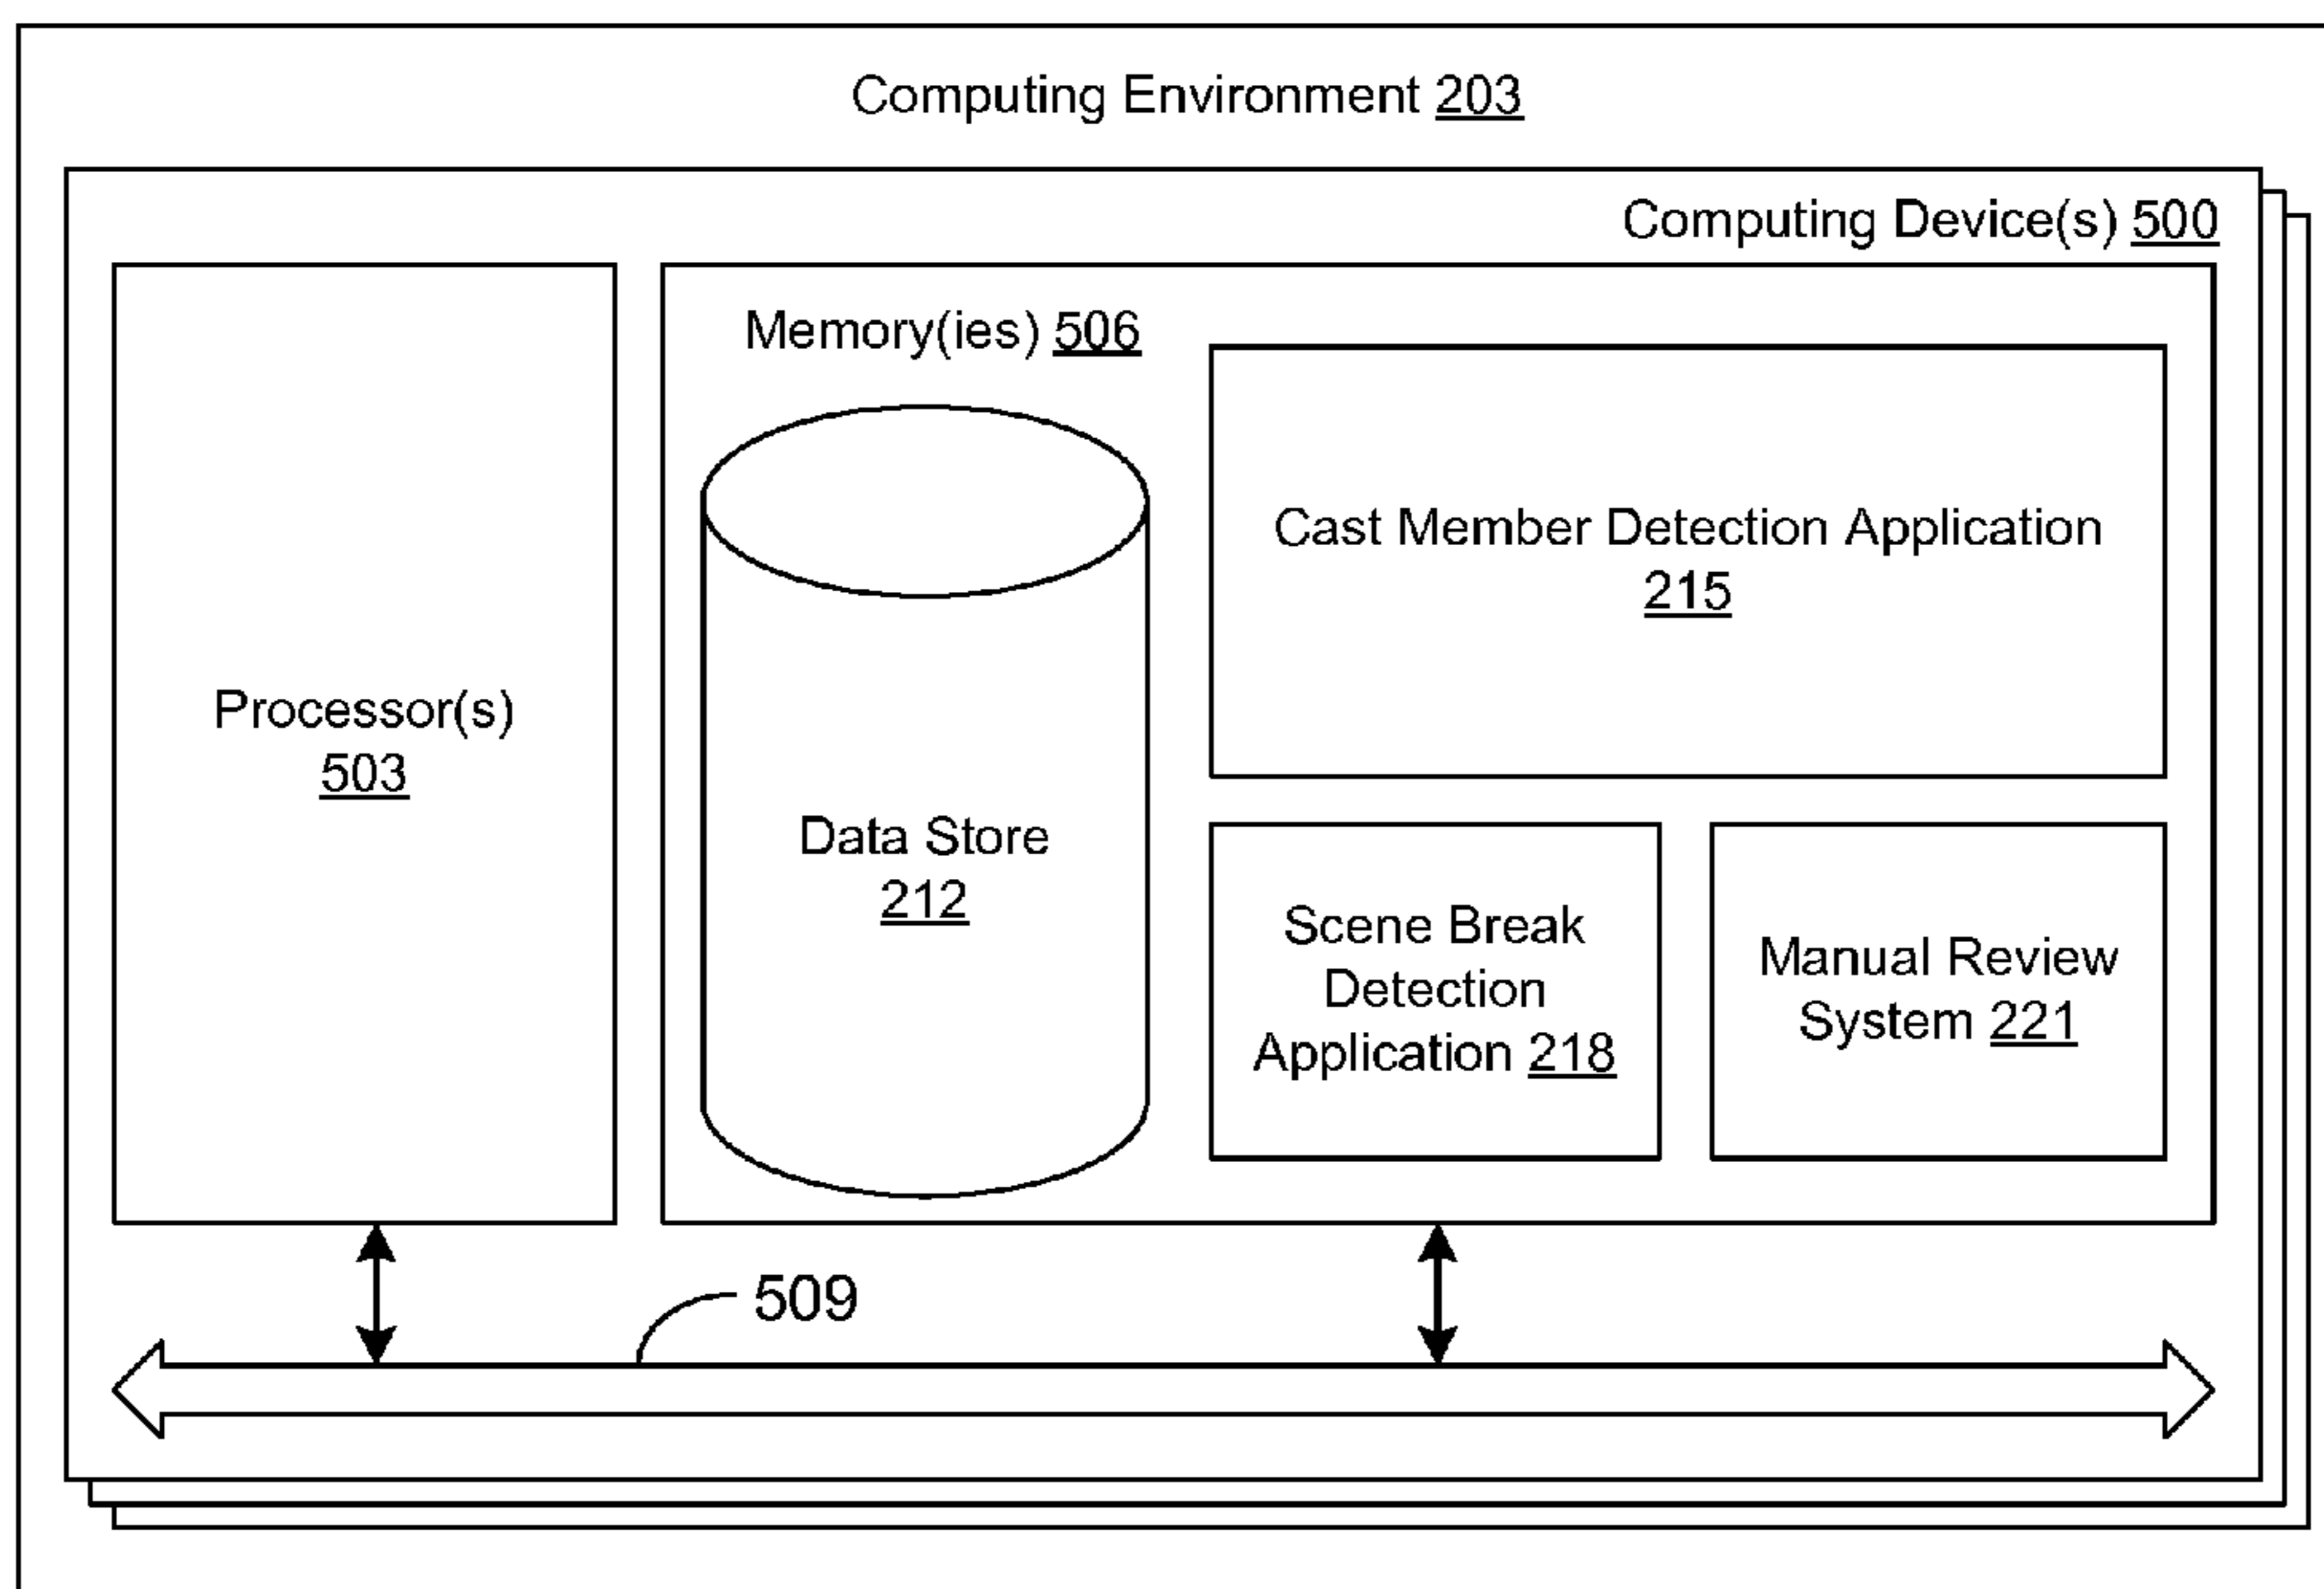 Computing Environment 203
Computing Device(s) 500
Processor(s)
503
Memory(ies) 506
Data Store
212
Cast Member Detection Application
215
Scene Break
Detection
Application 218
Manual Review
System 221
509